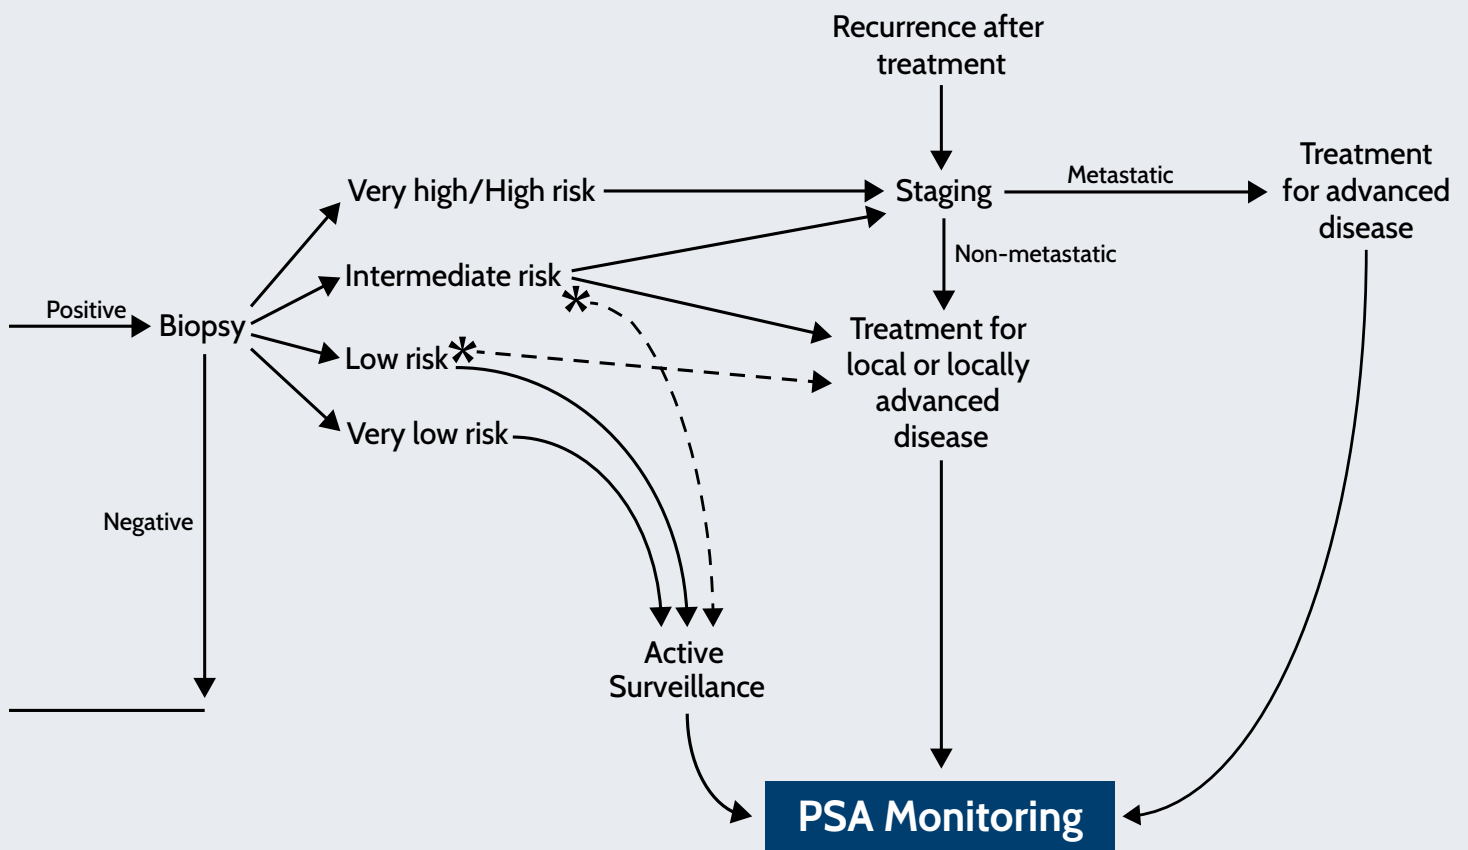 Recurrence after
treatment
Very high/High risk
Staging
Metastatic
Treatment
for advanced
disease
Non-metastatic
Intermediate risk
*
Positive
Biopsy
Low risk
*
Treatment for
local or locally
advanced
disease
Very low risk
Negative
Active
Surveillance
PSA Monitoring